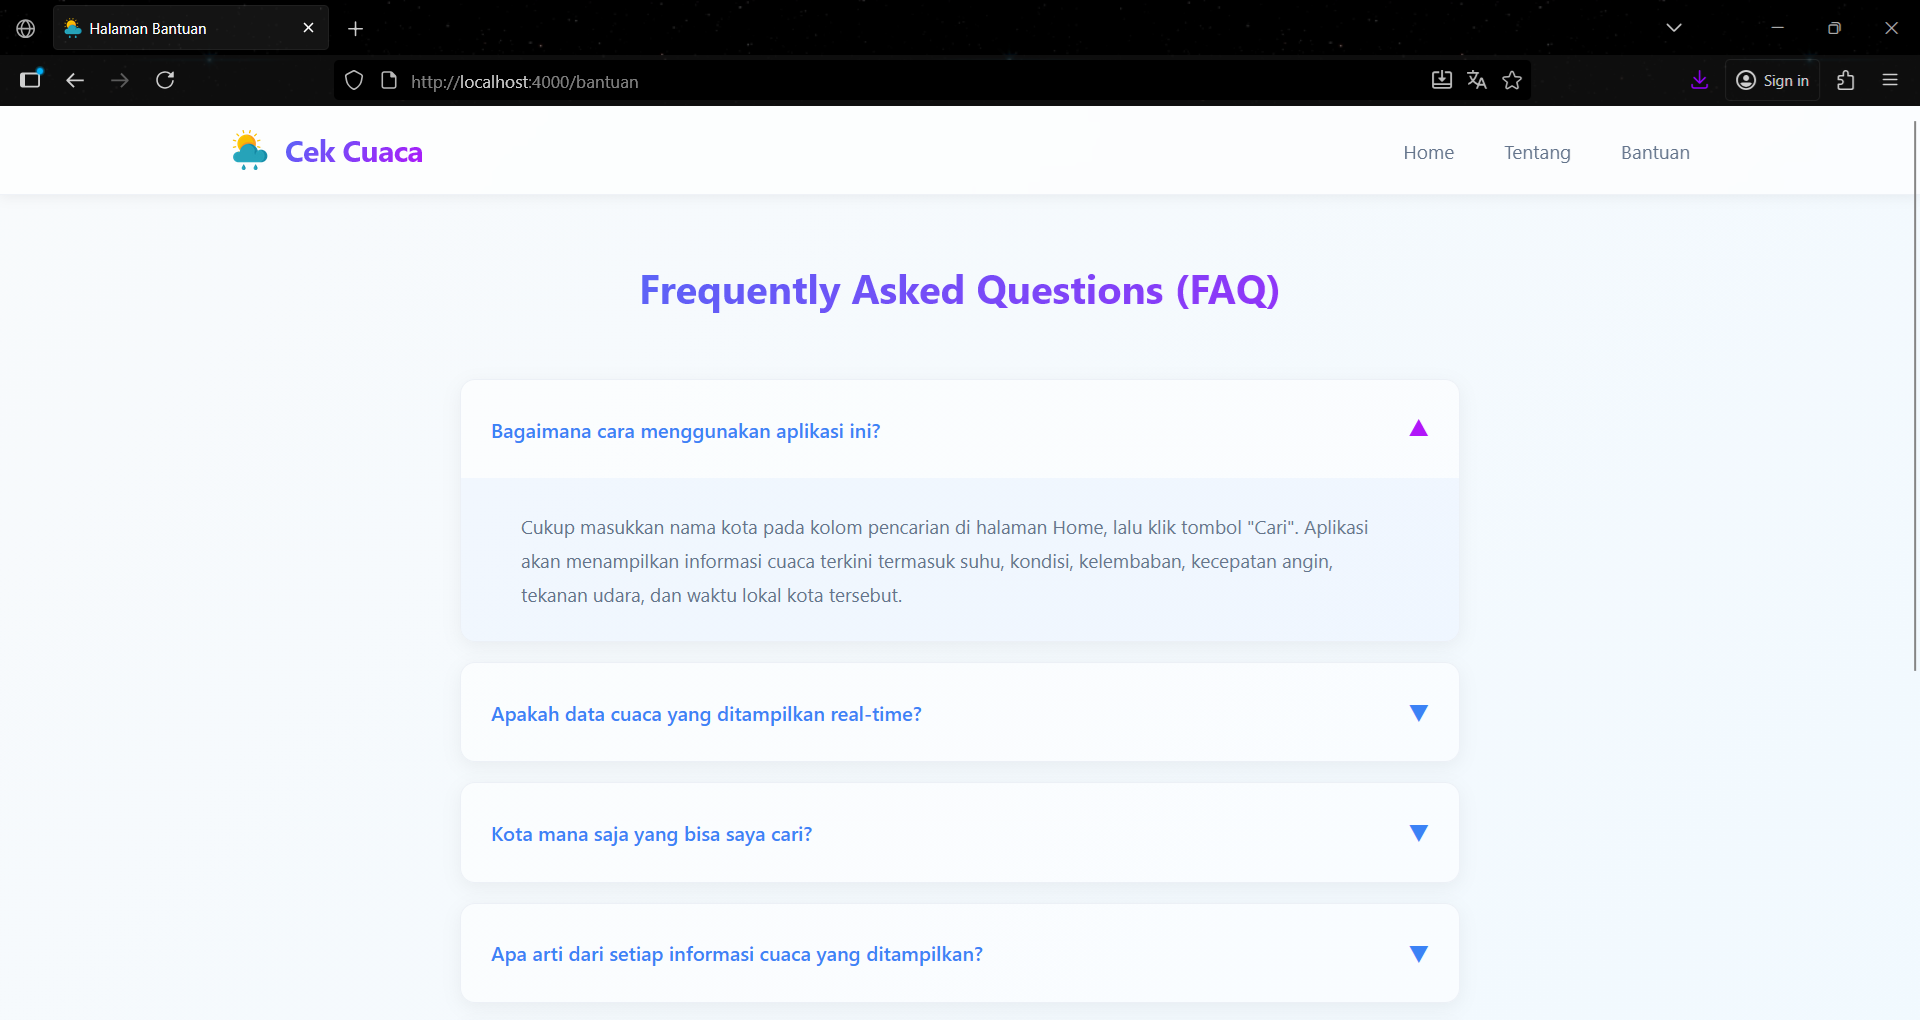 Halaman Bantuan
http://localhost:4000/bantuan
Sign in
Cek Cuaca
Home
Tentang
Bantuan
Frequently Asked Questions (FAQ)
Bagaimana cara menggunakan aplikasi ini?
Cukup masukkan nama kota pada kolom pencarian di halaman Home, lalu klik tombol "Cari". Aplikasi
akan menampilkan informasi cuaca terkini termasuk suhu, kondisi, kelembaban, kecepatan angin,
tekanan udara, dan waktu lokal kota tersebut.
Apakah data cuaca yang ditampilkan real-time?
Kota mana saja yang bisa saya cari?
Apa arti dari setiap informasi cuaca yang ditampilkan?